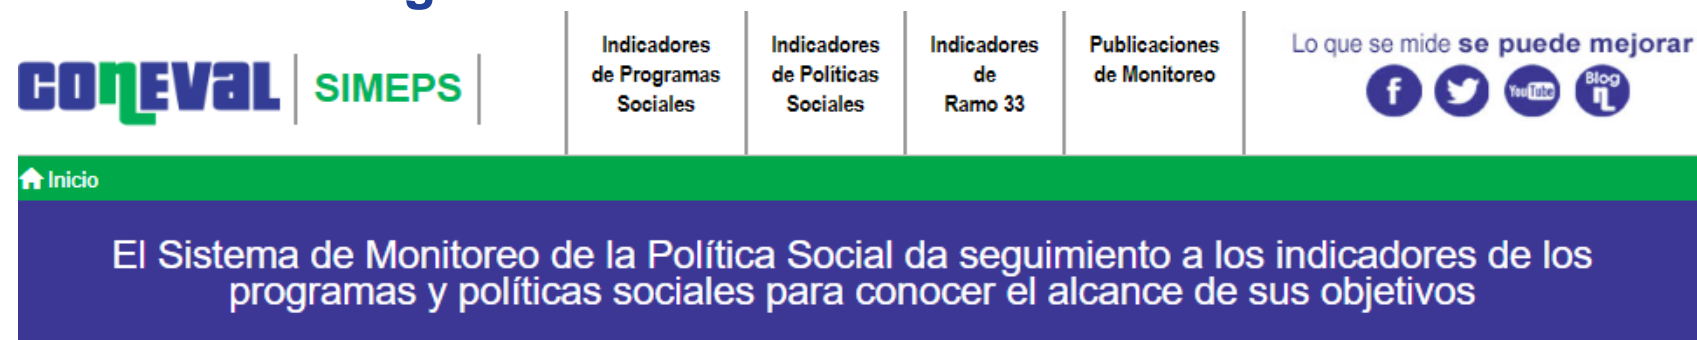 CONEVAL
SIMEPS
Indicadores
de Programas
Sociales
Indicadores
de Políticas
Sociales
Indicadores
de
Ramo 33
Publicaciones
de Monitoreo
Lo que se mide se puede mejorar
f
YouTube
Blog
Inicio
El Sistema de Monitoreo de la Política Social da seguimiento a los indicadores de los
programas y políticas sociales para conocer el alcance de sus objetivos